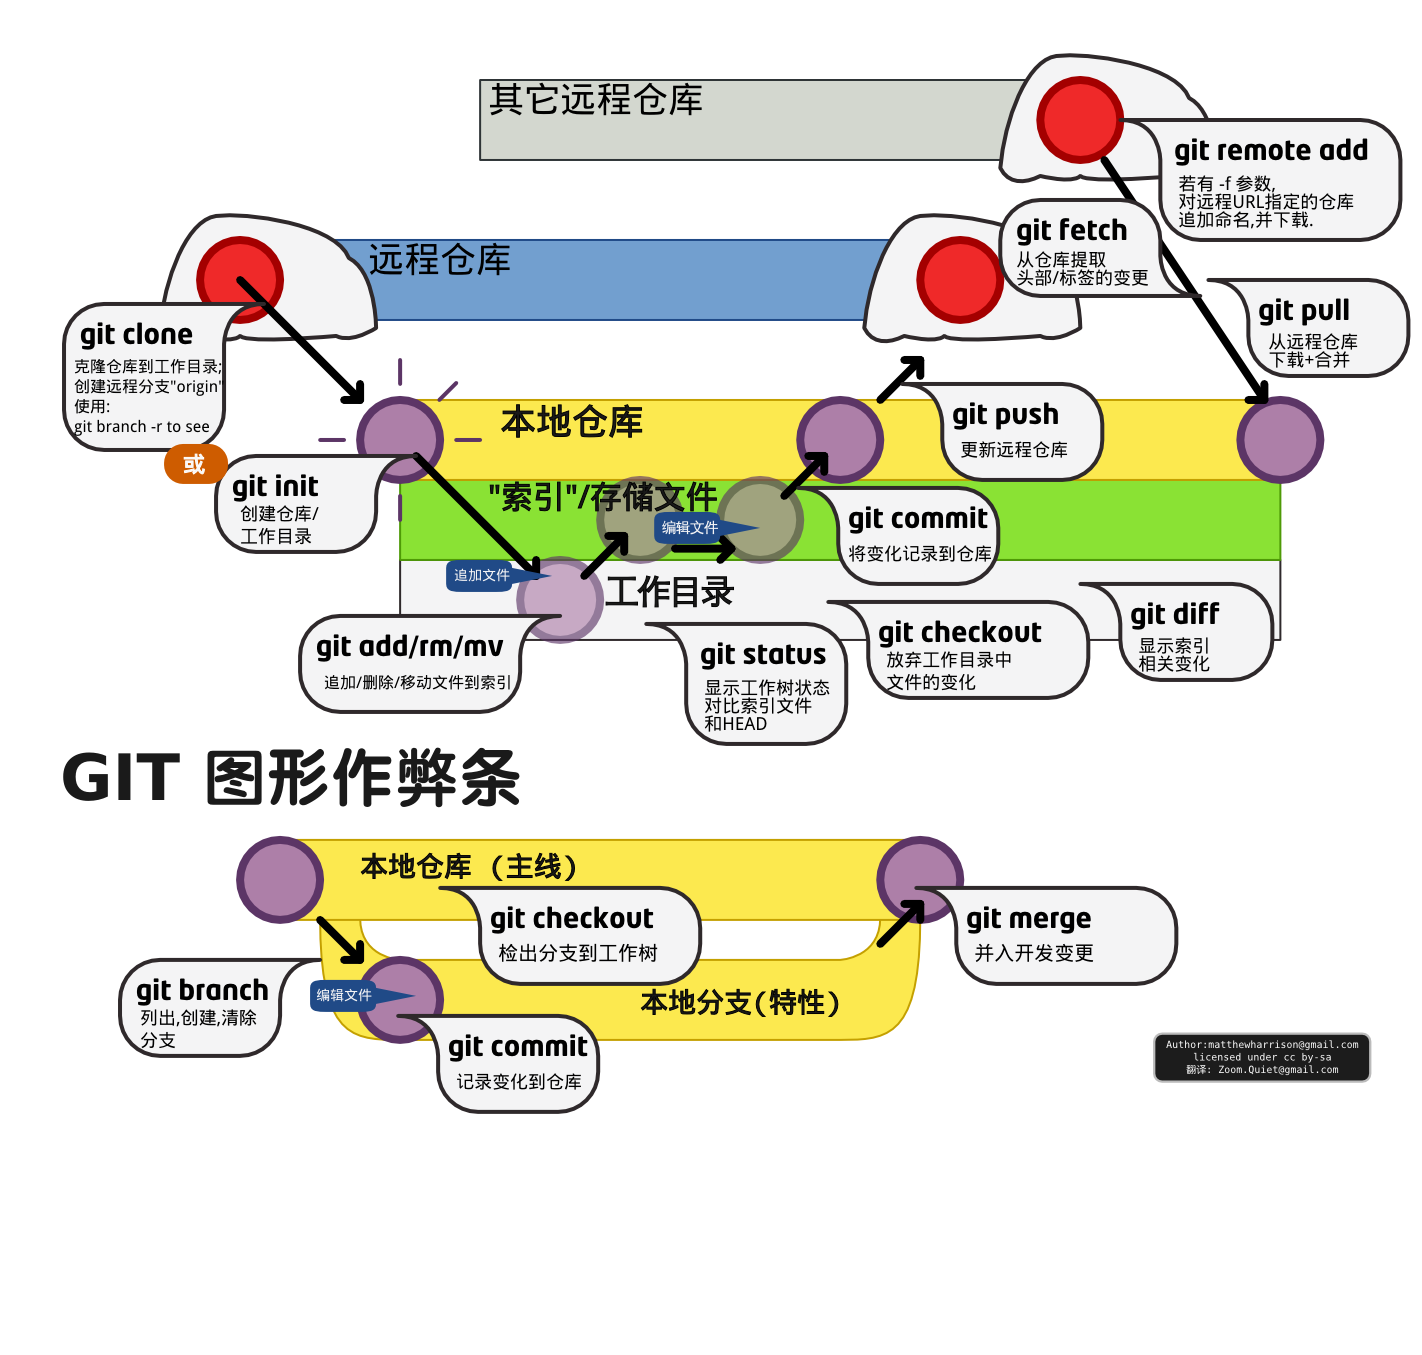 其它远程仓库
git remote add
若有 -f 参数,
对远程URL指定的仓库
追加命名,并下载.
远程仓库
git fetch
从仓库提取
头部/标签的变更
git pull
从远程仓库
下载+合并
git clone
克隆仓库到工作目录;
创建远程分支"origin"
使用:
git branch -r to see
或
git init
创建仓库/
工作目录
本地仓库
git push
更新远程仓库
"索引"/存储文件
编辑文件
git commit
将变化记录到仓库
追加文件
工作目录
git add/rm/mv
追加/删除/移动文件到索引
git status
显示工作树状态
对比索引文件
和HEAD
git checkout
放弃工作目录中
文件的变化
git diff
显示索引
相关变化
GIT 图形作弊条
本地仓库（主线）
git checkout
检出分支到工作树
git merge
并入开发变更
git branch
列出,创建,清除
分支
编辑文件
本地分支(特性)
git commit
记录变化到仓库
Author:matthewharrison@gmail.com
licensed under cc by-sa
翻译: Zoom.Quiet@gmail.com